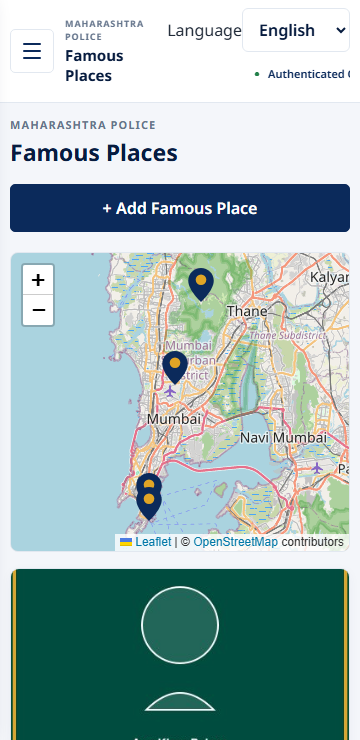 MAHARASHTRA
POLICE
Famous
Places
Language
English
Authenticated
MAHARASHTRA POLICE
Famous Places
+ Add Famous Place
+
−
Kalyan
Thane
Thane Subdistrict
Mumbai
District
Mumbai
Navi Mumbai
Leaflet | © OpenStreetMap contributors